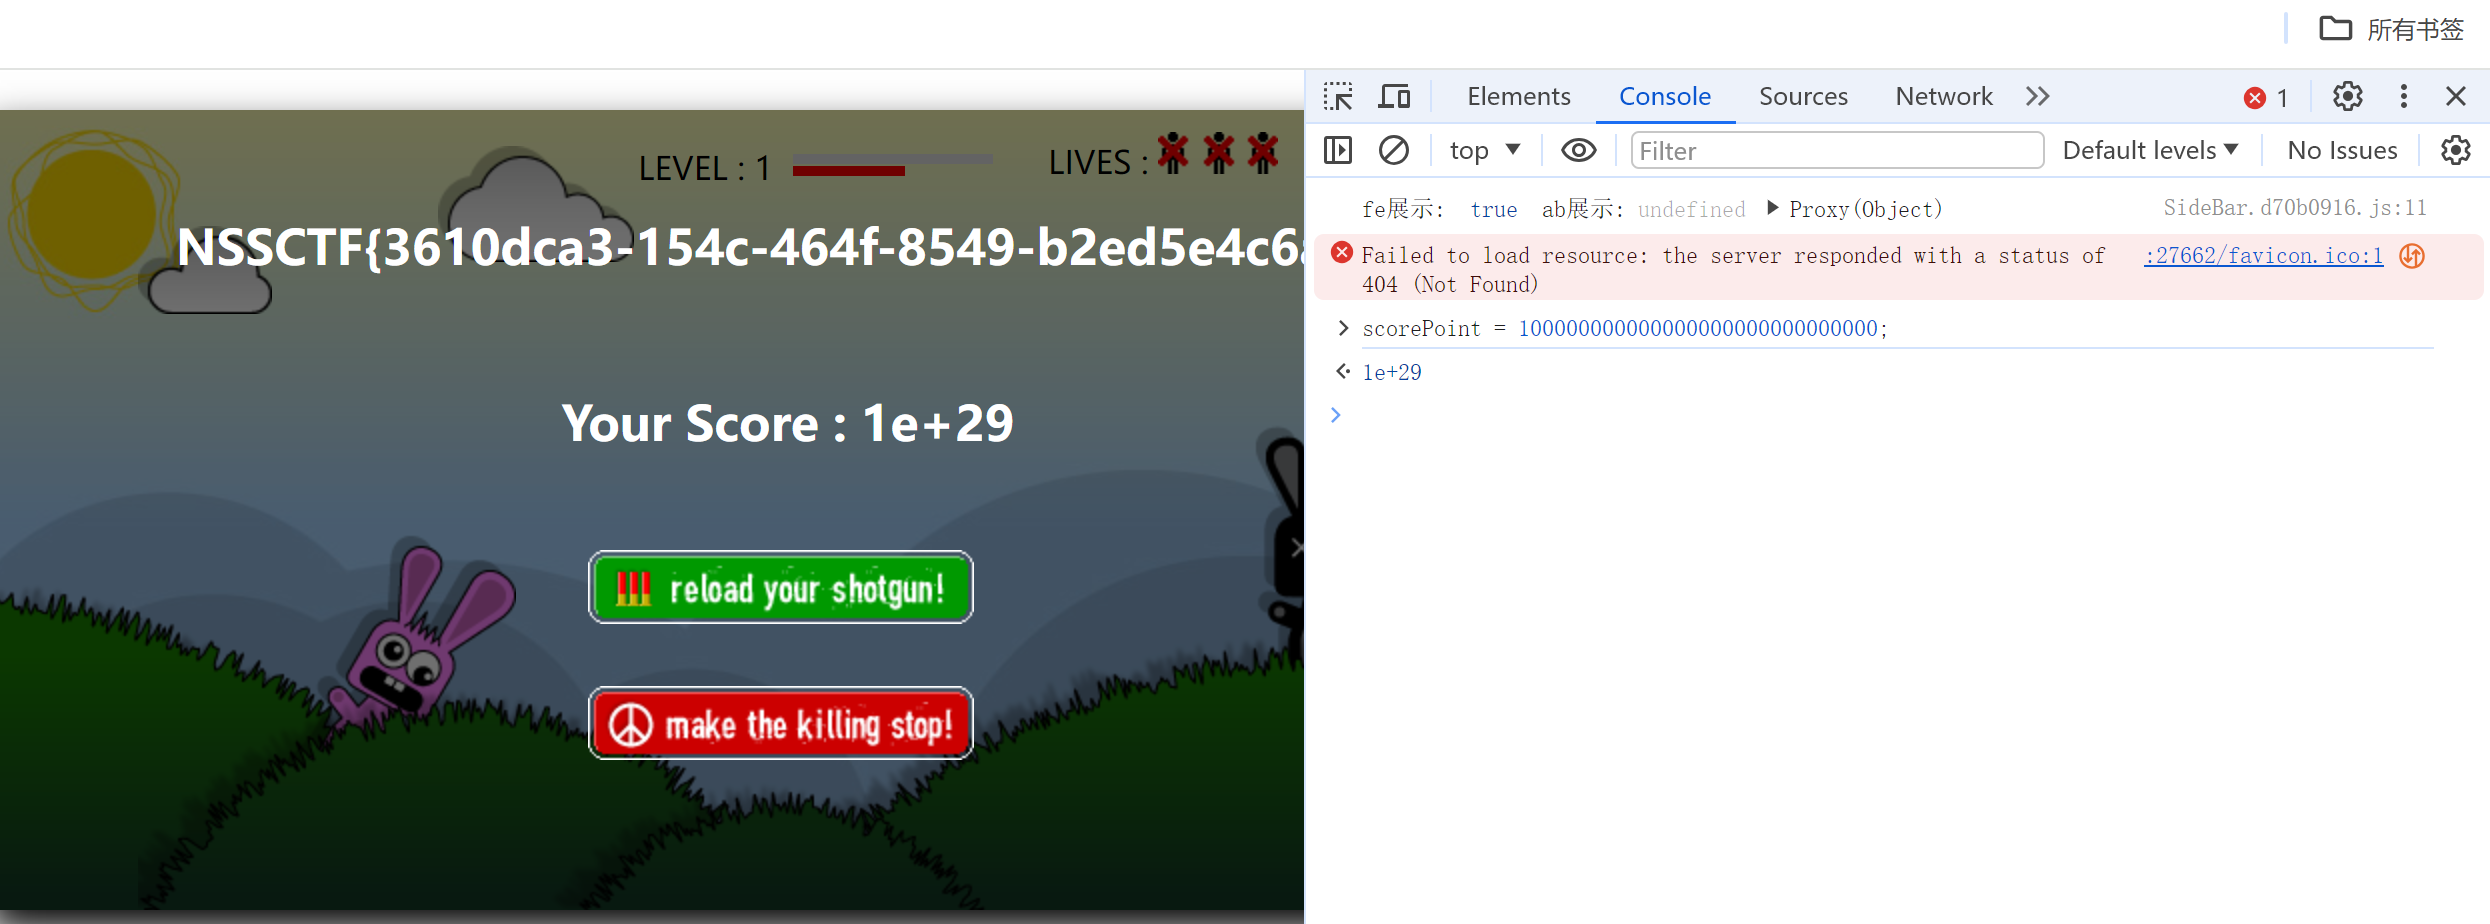 所有书签
Elements Console Sources Network 1
top Filter Default levels No Issues
LEVEL : 1 LIVES :
NSSCTF{3610dca3-154c-464f-8549-b2ed5e4c6
Your Score : 1e+29
reload your shotgun!
make the killing stop!
fe展示: true ab展示: undefined Proxy(Object) SideBar.d70b0916.js:11
Failed to load resource: the server responded with a status of :27662/favicon.ico:1
404 (Not Found)
scorePoint = 100000000000000000000000000000;
1e+29